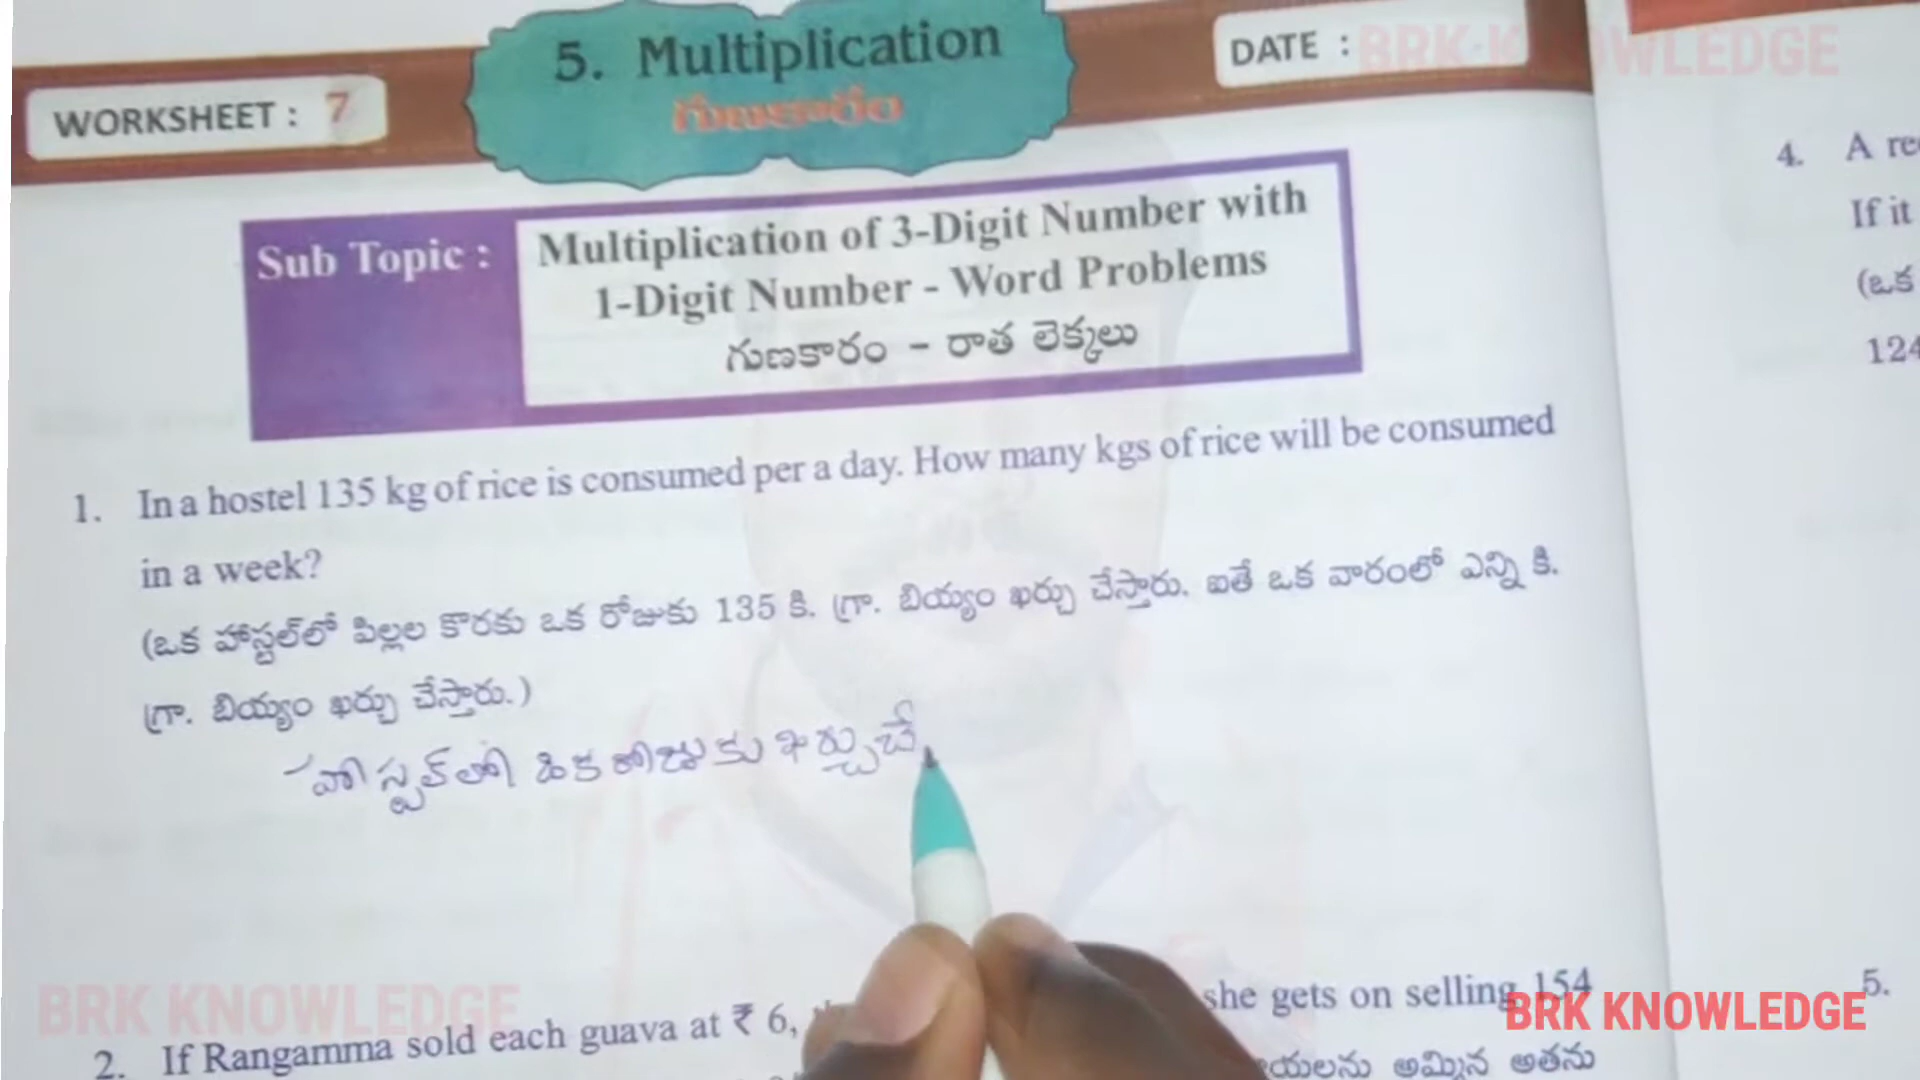 WORKSHEET : 7
5. Multiplication
గుణకారం
DATE :
BRK KNOWLEDGE
Sub Topic :
Multiplication of 3-Digit Number with
1-Digit Number - Word Problems
గుణకారం – రాత లెక్కలు
1. In a hostel 135 kg of rice is consumed per a day. How many kgs of rice will be consumed
in a week?
(ఒక హాస్టల్‌లో పిల్లల కొరకు ఒక రోజుకు 135 కి. గ్రా. బియ్యం ఖర్చు చేస్తారు. ఐతే ఒక వారంలో ఎన్ని కి.
గ్రా. బియ్యం ఖర్చు చేస్తారు.)
హాస్టల్‌లో ఒక రోజుకు ఖర్చుచే
2. If Rangamma sold each guava at ₹ 6,
she gets on selling 154
అమ్మిన అతను
BRK KNOWLEDGE
BRK KNOWLEDGE
4. A
If it
(ఒక
124
5.